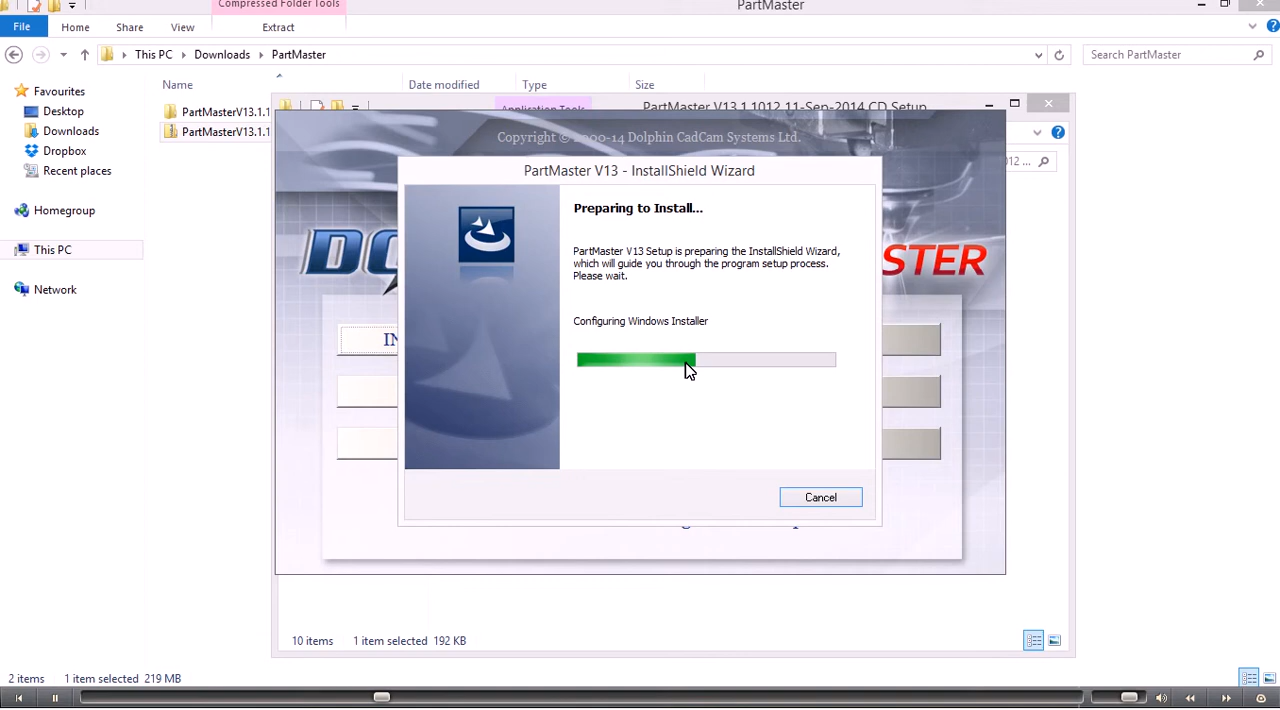 Compressed Folder Tools
PartMaster
File
Home
Share
View
Extract
This PC
Downloads
PartMaster
Search PartMaster
Name
Date modified
Type
Size
Favourites
Desktop
Downloads
Dropbox
Recent places
Homegroup
This PC
Network
PartMasterV13.1.1
PartMasterV13.1.1
Application Tools
PartMaster V13.1.1012 11-Sep-2014 CD Setup
012 ...
Copyright © 2000-14 Dolphin CadCam Systems Ltd.
PartMaster V13 - InstallShield Wizard
DO
STER
IN
Preparing to Install...
PartMaster V13 Setup is preparing the InstallShield Wizard,
which will guide you through the program setup process.
Please wait.
Configuring Windows Installer
Cancel
10 items 1 item selected 192 KB
2 items 1 item selected 219 MB